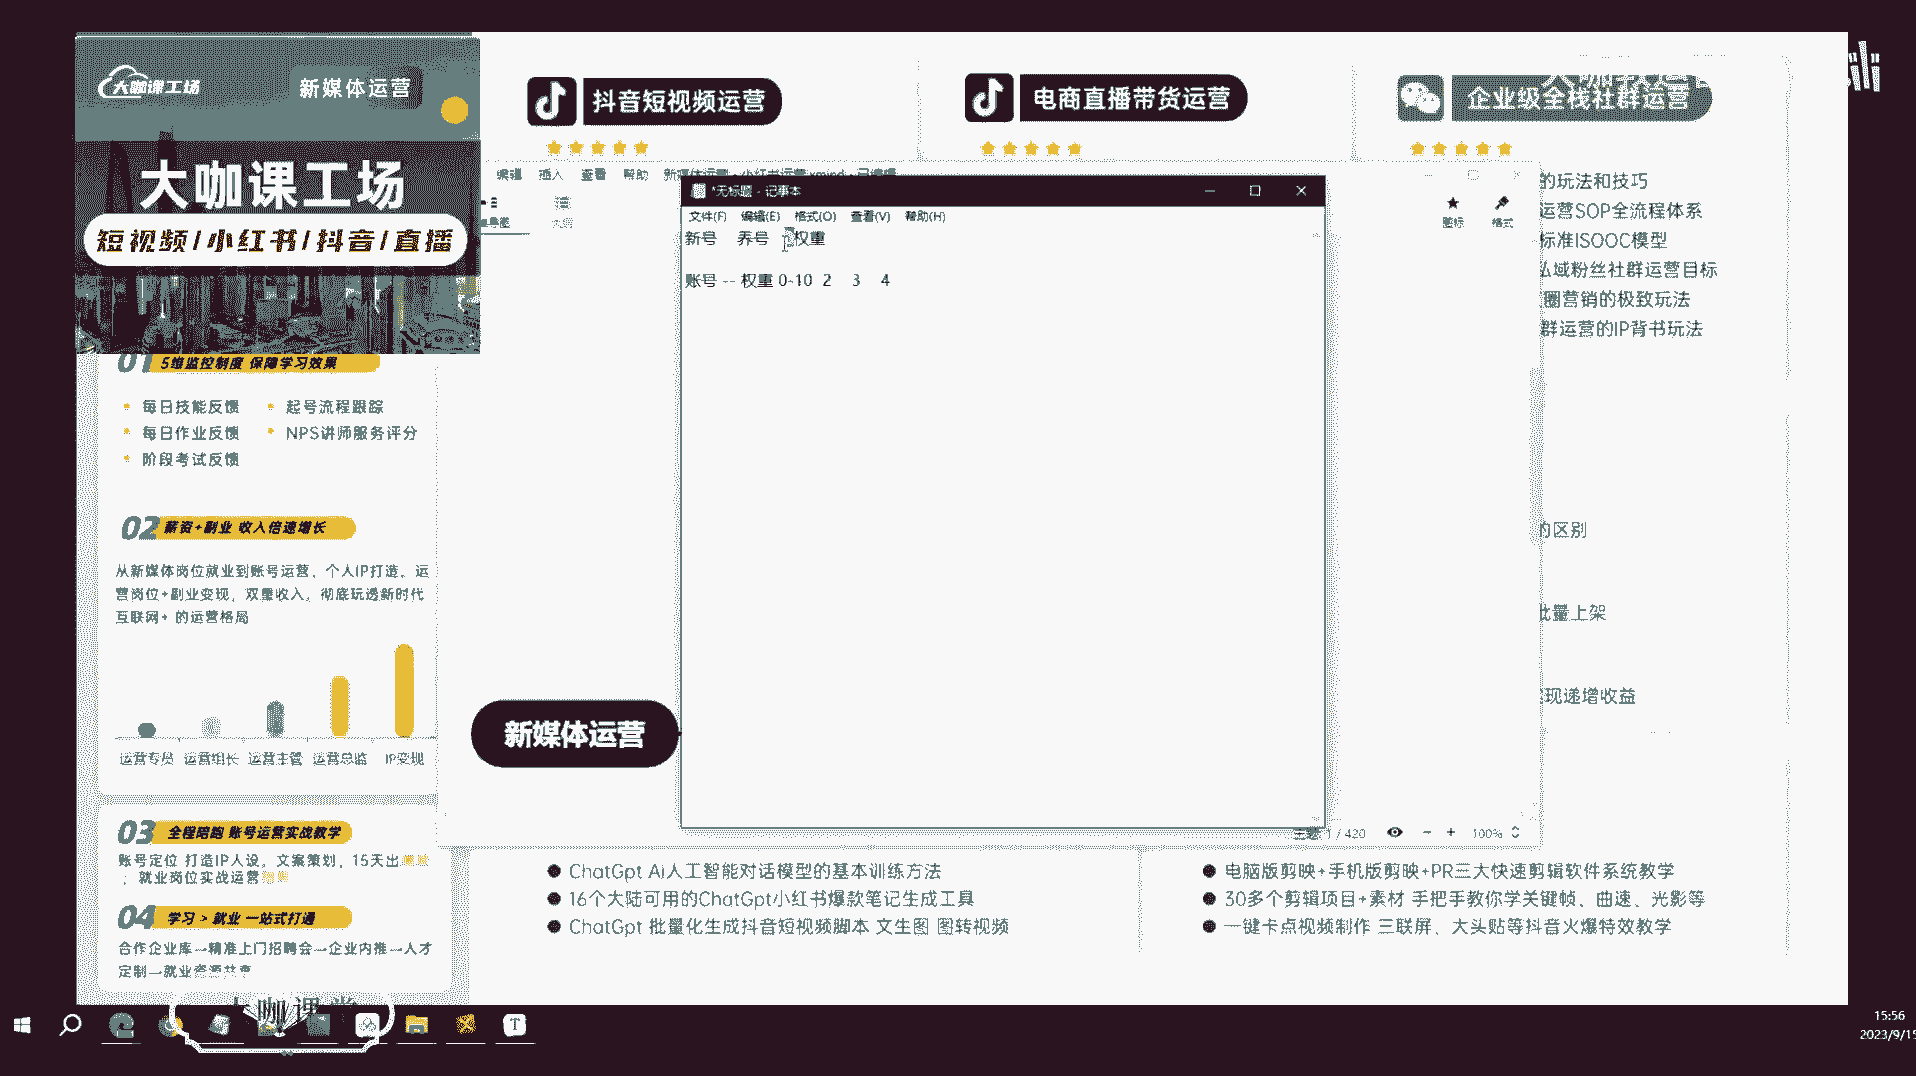 大咖课工场
新媒体运营
大咖课工场
短视频/小红书/抖音/直播
抖音短视频运营
电商直播带货运营
企业级全栈社群运营
编辑 插入 查看 帮助
*无标题 - 记事本
文件(F) 编辑(E) 格式(O) 查看(V) 帮助(H)
新号 养号 权重
账号 -- 权重 0-10 2 3 4
图标 格式
的玩法和技巧
运营SOP全流程体系
标准ISOOC模型
私域粉丝社群运营目标
圈营销的极致玩法
群运营的IP背书玩法
的区别
批量上架
现递增收益
01 5维监控制度 保障学习效果
每日技能反馈 起号流程跟踪
每日作业反馈 NPS讲师服务评分
阶段考试反馈
02 薪资+副业 收入倍速增长
从新媒体岗位就业到账号运营、个人IP打造、运
营岗位+副业变现，双重收入，彻底玩透新时代
互联网+ 的运营格局
运营专员 运营组长 运营主管 运营总监 IP变现
新媒体运营
03 全程陪跑 账号运营实战教学
账号定位 打造IP人设，文案策划，15天出
，就业岗位实战运营
04 学习 > 就业 一站式打通
合作企业库—精准上门招聘会—企业内推—人才
定制—就业资源共享
主题 1 / 420 100%
ChatGpt Ai人工智能对话模型的基本训练方法
16个大陆可用的ChatGpt小红书爆款笔记生成工具
ChatGpt 批量化生成抖音短视频脚本 文生图 图转视频
电脑版剪映+手机版剪映+PR三大快速剪辑软件系统教学
30多个剪辑项目+素材 手把手教你学关键帧、曲速、光影等
一键卡点视频制作 三联屏、大头贴等抖音火爆特效教学
大咖课堂
15:56
2023/9/15